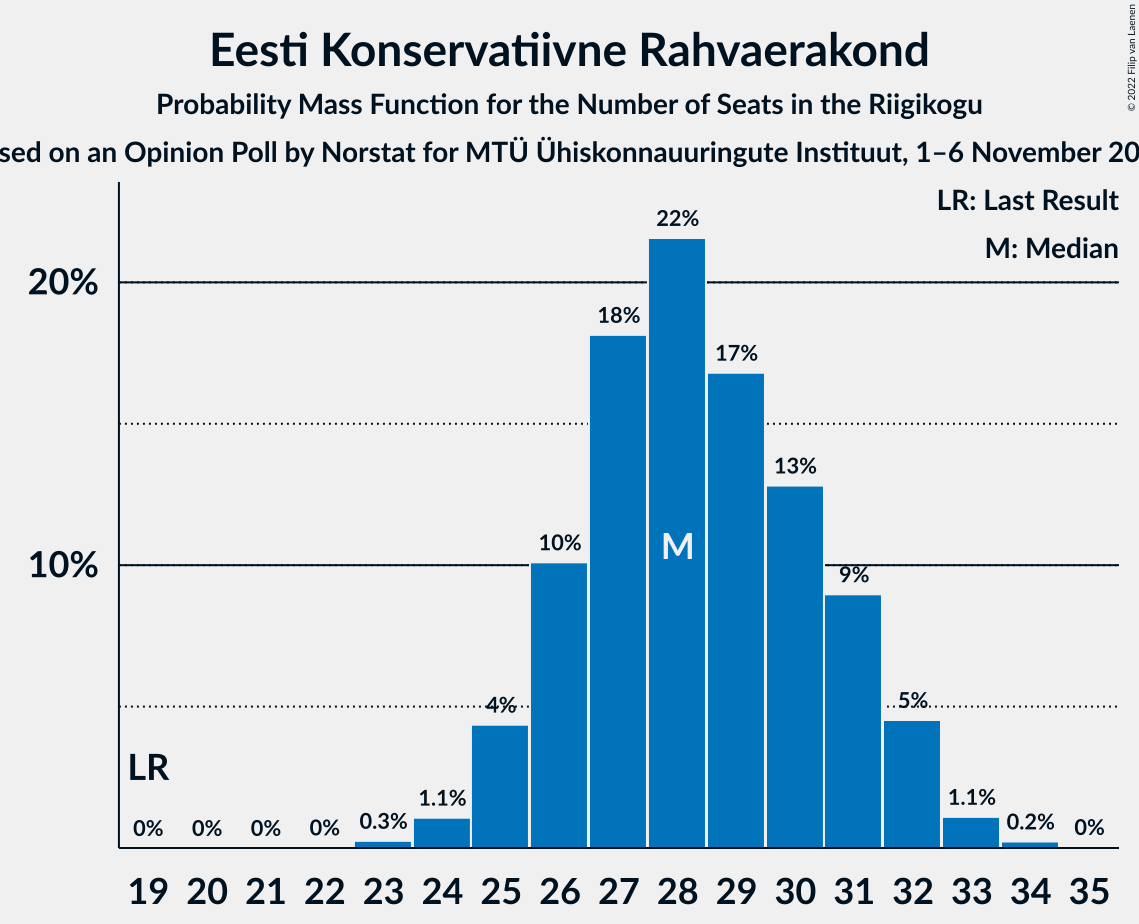 Eesti Konservatiivne Rahvaerakond
Probability Mass Function for the Number of Seats in the Riigikogu
sed on an Opinion Poll by Norstat for MTÜ Ühiskonnauuringute Instituut, 1–6 November 20
© 2022 Filip van Laenen
LR: Last Result
M: Median
22%
20%
18%
17%
13%
M
10%
10%
9%
4%
5%
LR
1.1%
1.1%
0% 0% 0% 0% 0.3% 0.2% 0%
19 20 21 22 23 24 25 26 27 28 29 30 31 32 33 34 35